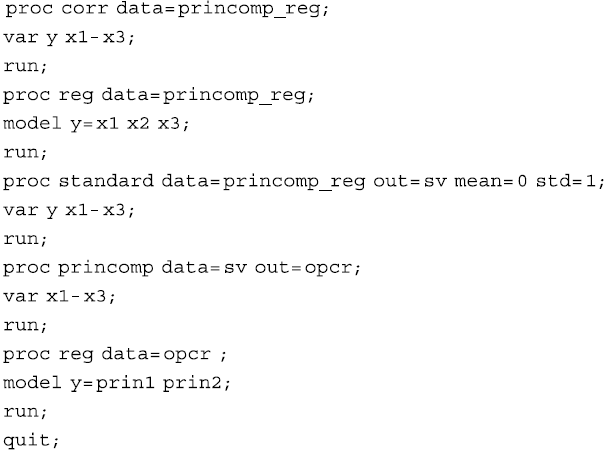 proc corr data=princomp_reg;
var y x1-x3;
run;
proc reg data=princomp_reg;
model y=x1 x2 x3;
run;
proc standard data=princomp_reg out=sv mean=0 std=1;
var y x1-x3;
run;
proc princomp data=sv out=opcr;
var x1-x3;
run;
proc reg data=opcr ;
model y=prin1 prin2;
run;
quit;